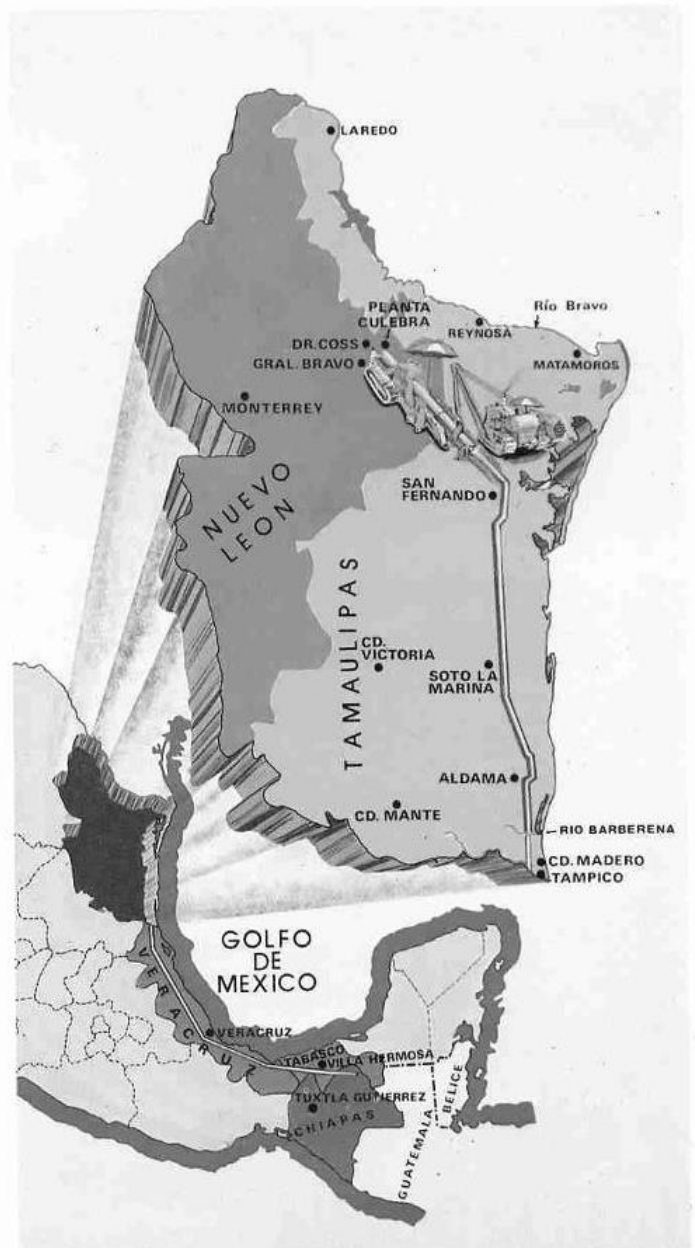 LAREDO
PLANTA
CULEBRA
Río Bravo
REYNOSA
DR. COSS
GRAL. BRAVO
MATAMOROS
MONTERREY
NUEVO
LEON
SAN
FERNANDO
TAMAULIPAS
CD.
VICTORIA
SOTO LA
MARINA
ALDAMA
CD. MANTE
RIO BARBERENA
CD. MADERO
TAMPICO
GOLFO
DE
MEXICO
VERACRUZ
VERACRUZ
TABASCO
VILLA HERMOSA
TUXTLA GUTIERREZ
CHIAPAS
GUATEMALA
BELICE